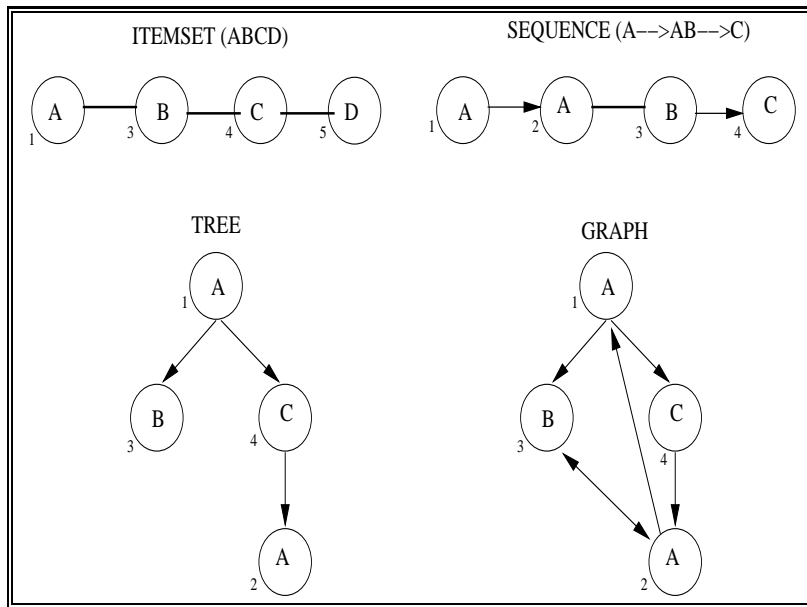 ITEMSET (ABCD)
A B C D
1 3 4 5
SEQUENCE (A-->AB-->C)
A A B C
1 2 3 4
TREE
A
1
B C
3 4
A
2
GRAPH
A
1
B C
3 4
A
2